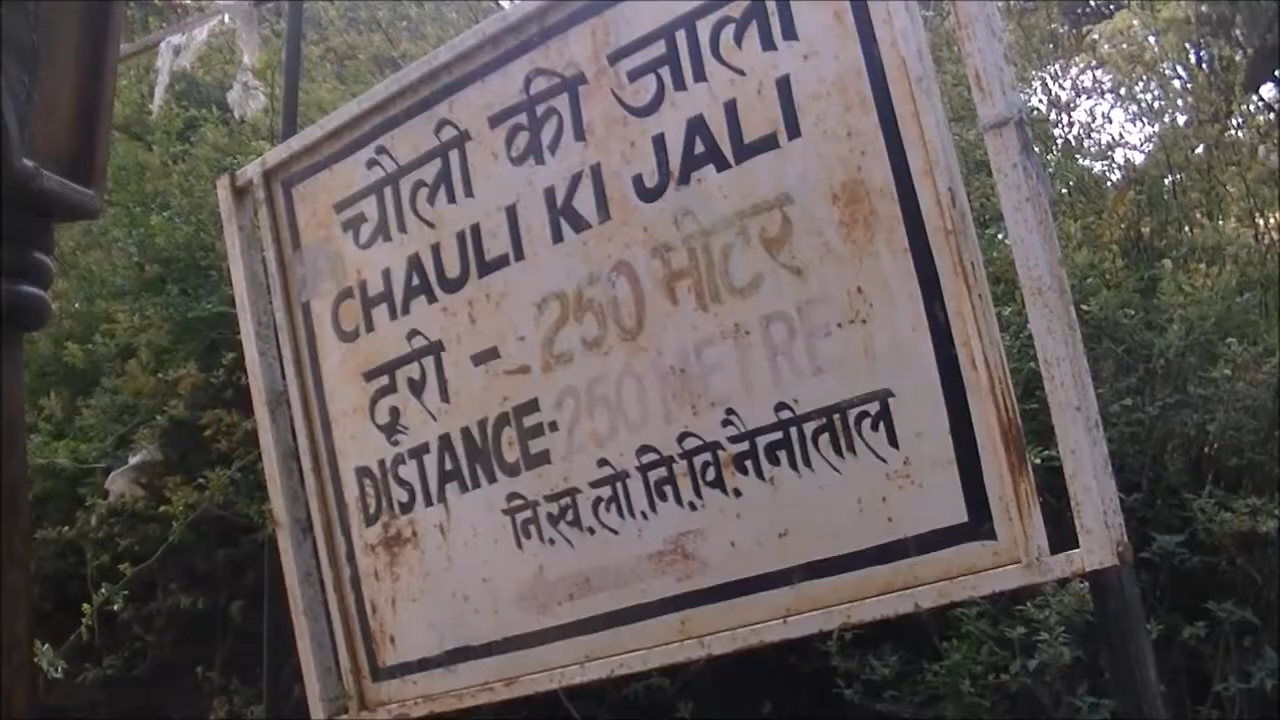 चौली की जाली
CHAULI KI JALI
दूरी - 250 मीटर
DISTANCE- 250 METRE
नि.ख.लो.नि.वि.नैनीताल